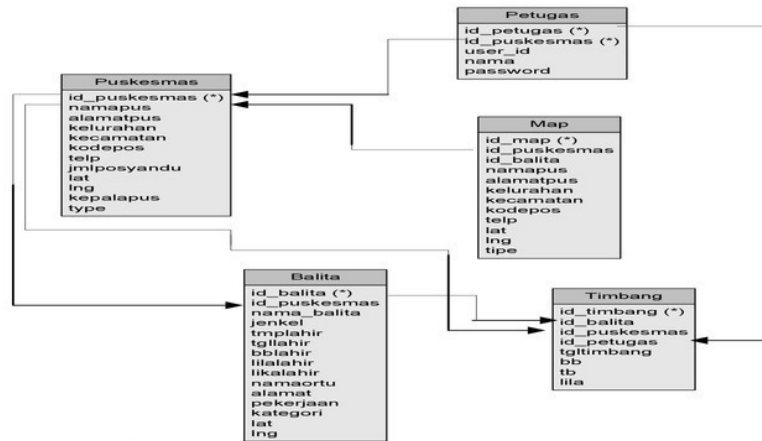 Petugas
id_petugas (*)
id_puskesmas (*)
user_id
nama
password
Puskesmas
id_puskesmas (*)
namapus
alamatpus
kelurahan
kecamatan
kodepos
telp
jmlposyandu
lat
lng
kepalapus
type
Map
id_map (*)
id_puskesmas
id_balita
namapus
alamatpus
kelurahan
kecamatan
kodepos
telp
lat
lng
tipe
Balita
id_balita (*)
id_puskesmas
nama_balita
jenkel
tmplahir
tgllahir
bblahir
lilalahir
likalahir
namaortu
alamat
pekerjaan
kategori
lat
lng
Timbang
id_timbang (*)
id_balita
id_puskesmas
id_petugas
tgltimbang
bb
tb
lila